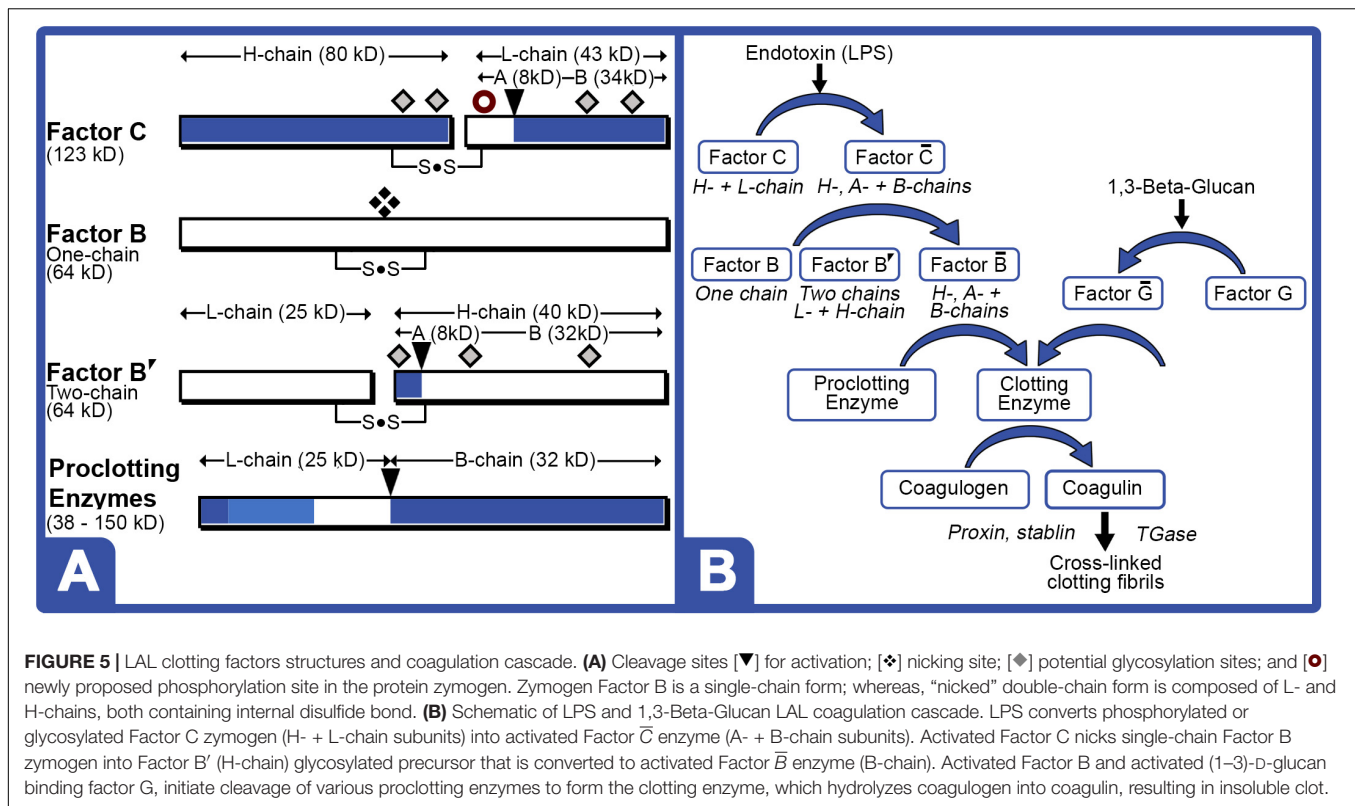 H-chain (80 kD)
L-chain (43 kD)
A (8kD)
B (34kD)
Factor C
(123 kD)
S•S
Factor B
One-chain
(64 kD)
S•S
L-chain (25 kD)
H-chain (40 kD)
A (8kD)
B (32kD)
Factor B◤
Two-chain
(64 kD)
S•S
Proclotting
Enzymes
(38 - 150 kD)
L-chain (25 kD)
B-chain (32 kD)
A
Endotoxin (LPS)
Factor C
Factor C̅
H- + L-chain
H-, A- + B-chains
1,3-Beta-Glucan
Factor B
Factor B◤
Factor B̅
One chain
Two chains
L- + H-chain
H-, A- +
B-chains
Factor G̅
Factor G
Proclotting
Enzyme
Clotting
Enzyme
Coagulogen
Coagulin
Proxin, stablin
TGase
Cross-linked
clotting fibrils
B
FIGURE 5 | LAL clotting factors structures and coagulation cascade. (A) Cleavage sites [▼] for activation; [❖] nicking site; [◆] potential glycosylation sites; and [o]
newly proposed phosphorylation site in the protein zymogen. Zymogen Factor B is a single-chain form; whereas, “nicked” double-chain form is composed of L- and
H-chains, both containing internal disulfide bond. (B) Schematic of LPS and 1,3-Beta-Glucan LAL coagulation cascade. LPS converts phosphorylated or
glycosylated Factor C zymogen (H- + L-chain subunits) into activated Factor C̅ enzyme (A- + B-chain subunits). Activated Factor C nicks single-chain Factor B
zymogen into Factor B′ (H-chain) glycosylated precursor that is converted to activated Factor B̅ enzyme (B-chain). Activated Factor B and activated (1–3)-D-glucan
binding factor G, initiate cleavage of various proclotting enzymes to form the clotting enzyme, which hydrolyzes coagulogen into coagulin, resulting in insoluble clot.